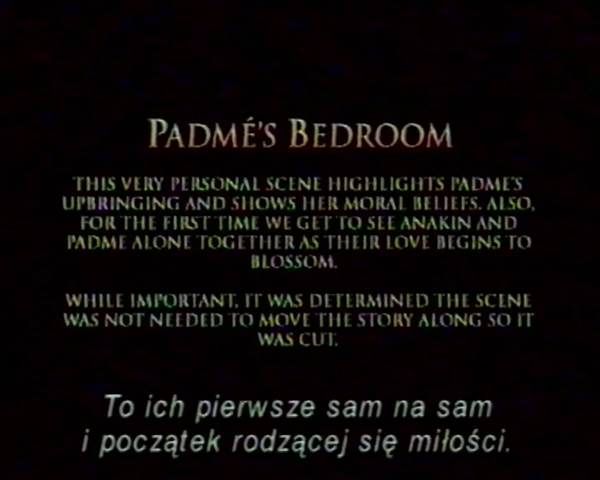 PADMÉ'S BEDROOM
THIS VERY PERSONAL SCENE HIGHLIGHTS PADMÉ'S
UPBRINGING AND SHOWS HER MORAL BELIEFS. ALSO,
FOR THE FIRST TIME WE GET TO SEE ANAKIN AND
PADMÉ ALONE TOGETHER AS THEIR LOVE BEGINS TO
BLOSSOM.
WHILE IMPORTANT, IT WAS DETERMINED THE SCENE
WAS NOT NEEDED TO MOVE THE STORY ALONG SO IT
WAS CUT.
To ich pierwsze sam na sam
i początek rodzącej się miłości.